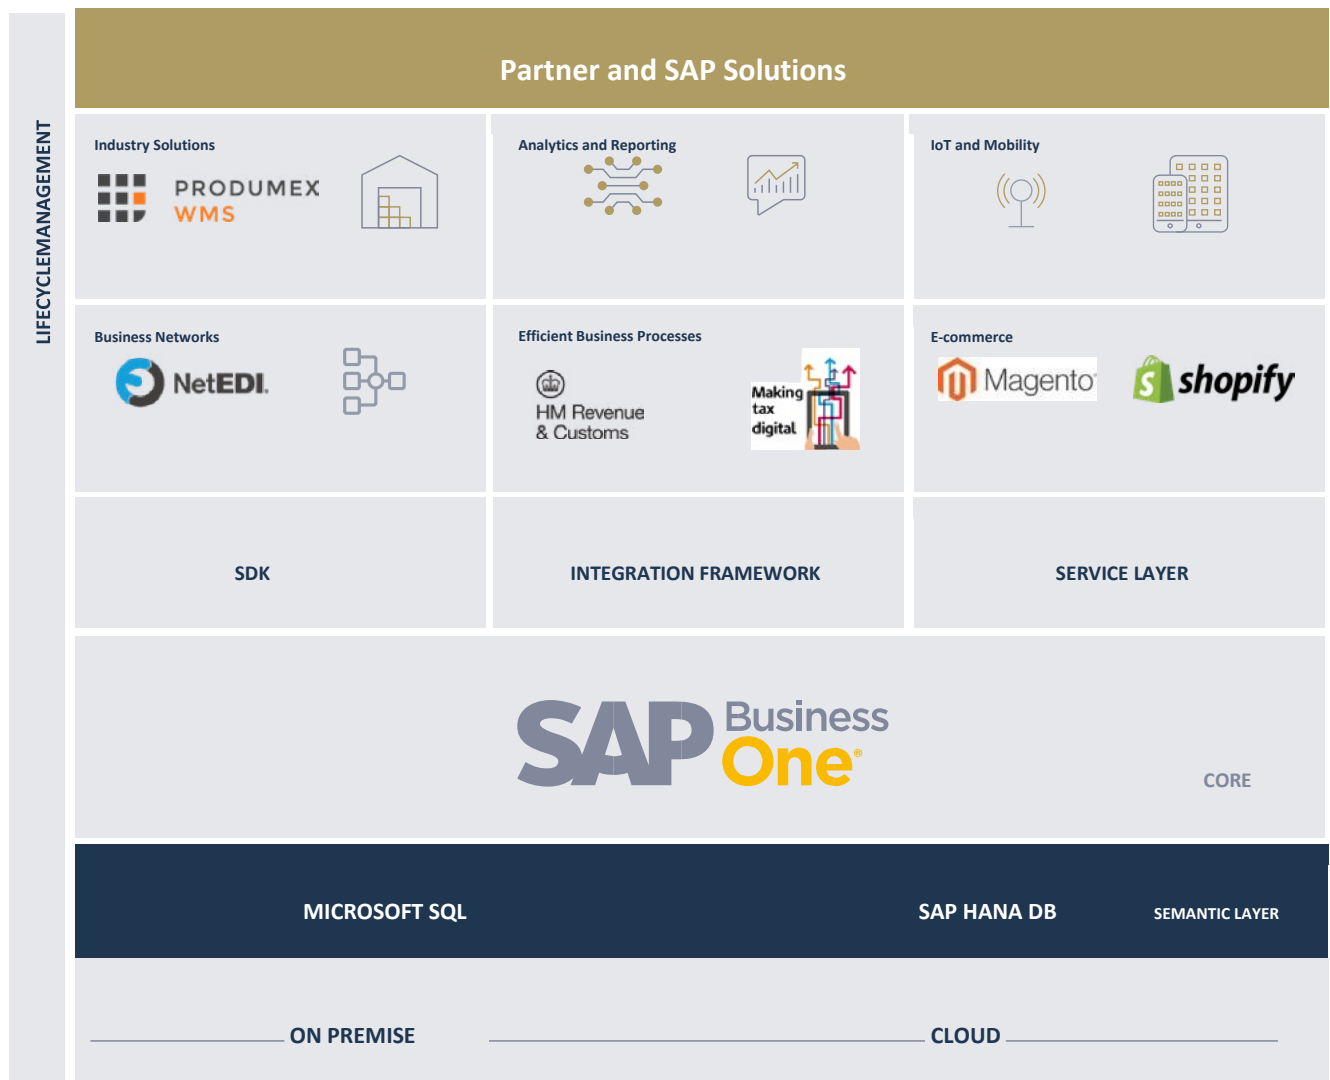 Partner and SAP Solutions
LIFECYCLEMANAGEMENT
Industry Solutions
PRODUMEX
WMS
Analytics and Reporting
IoT and Mobility
Business Networks
NetEDI.
Efficient Business Processes
HM Revenue
& Customs
Making
tax
digital
E-commerce
Magento®
shopify
SDK
INTEGRATION FRAMEWORK
SERVICE LAYER
SAP Business
One®
CORE
MICROSOFT SQL
SAP HANA DB
SEMANTIC LAYER
ON PREMISE
CLOUD